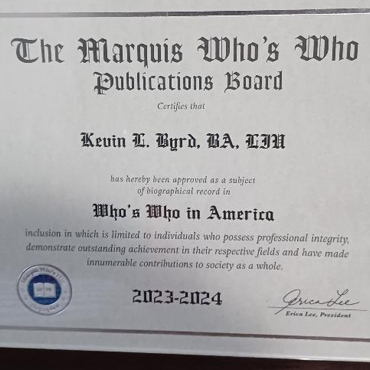 The Marquis Who's Who
Publications Board
Certifies that
Kevin L. Byrd, BA, LIU
has hereby been approved as a subject
of biographical record in
Who's Who in America
inclusion in which is limited to individuals who possess professional integrity,
demonstrate outstanding achievement in their respective fields and have made
innumerable contributions to society as a whole.
2023-2024
Erica Lee
Erica Lee, President